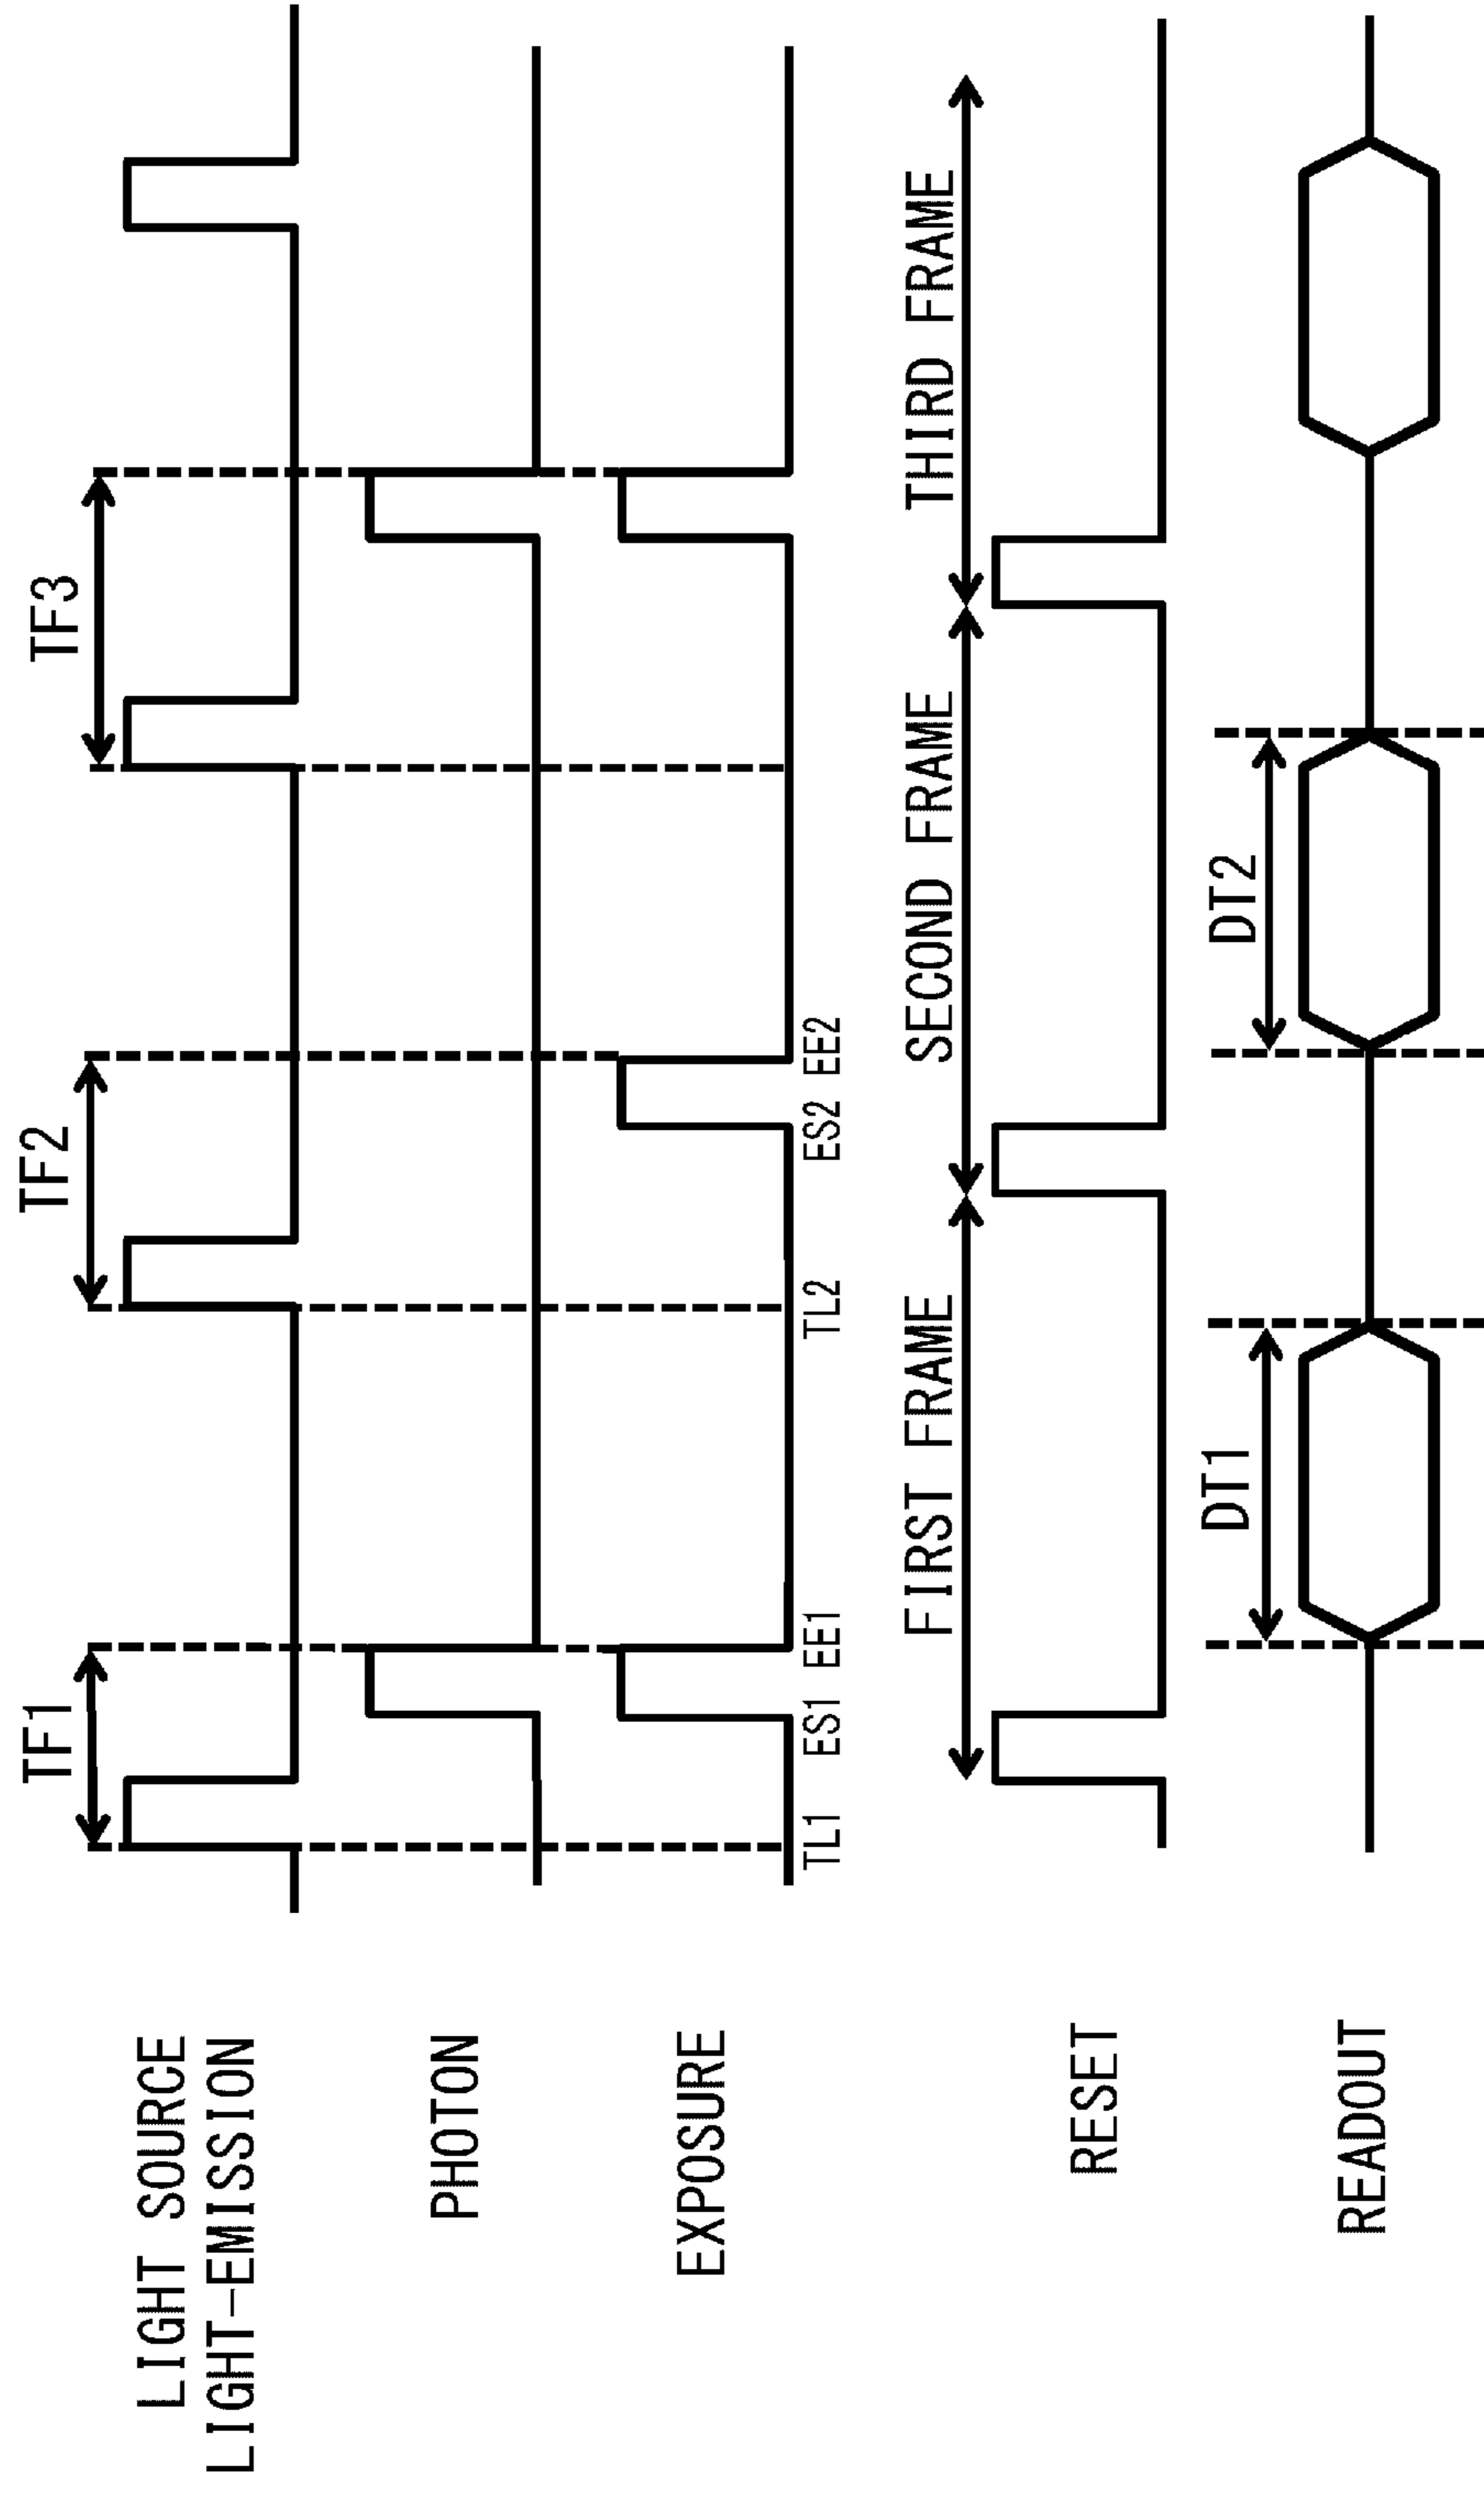 TF1
TF2
TF3
LIGHT SOURCE
LIGHT-EMISSION
PHOTON
EXPOSURE
TL1
ES1
EE1
TL2
ES2
EE2
FIRST FRAME
SECOND FRAME
THIRD FRAME
RESET
DT1
DT2
READOUT